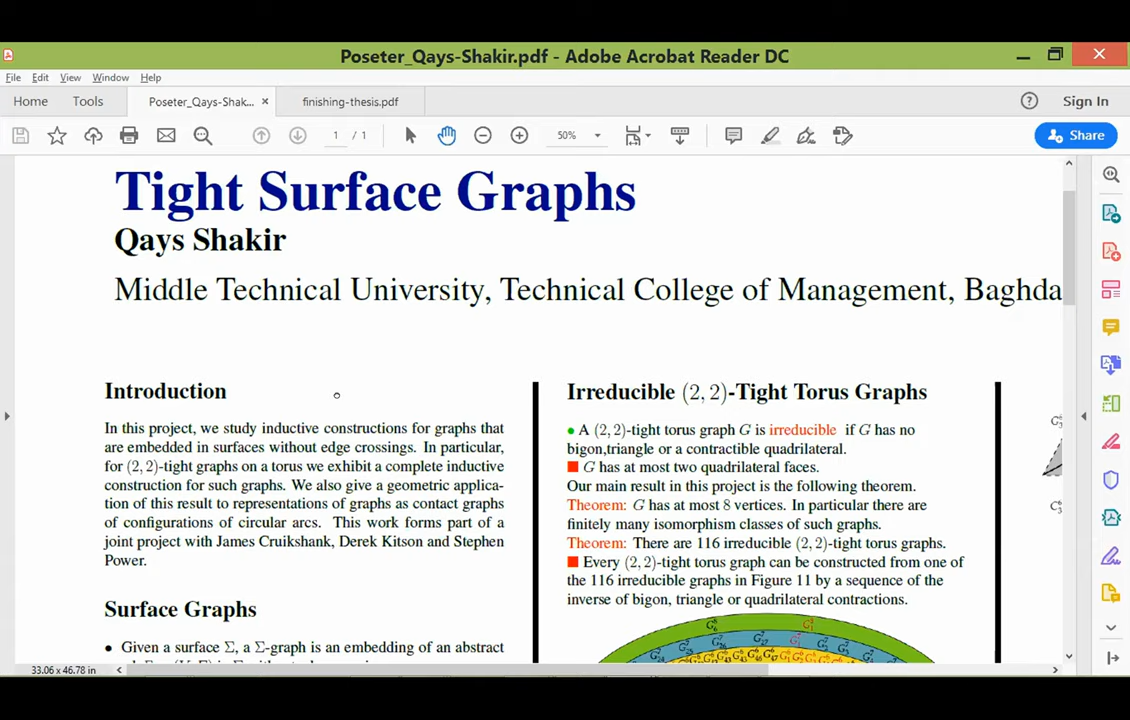 Poseter_Qays-Shakir.pdf - Adobe Acrobat Reader DC
File Edit View Window Help
Home Tools Poseter_Qays-Shak... × finishing-thesis.pdf Sign In
1 / 1 50% Share
Tight Surface Graphs
Qays Shakir
Middle Technical University, Technical College of Management, Baghda
Introduction
In this project, we study inductive constructions for graphs that
are embedded in surfaces without edge crossings. In particular,
for (2, 2)-tight graphs on a torus we exhibit a complete inductive
construction for such graphs. We also give a geometric applica-
tion of this result to representations of graphs as contact graphs
of configurations of circular arcs. This work forms part of a
joint project with James Cruikshank, Derek Kitson and Stephen
Power.
Surface Graphs
• Given a surface Σ, a Σ-graph is an embedding of an abstract
Irreducible (2, 2)-Tight Torus Graphs
• A (2, 2)-tight torus graph G is irreducible if G has no
bigon,triangle or a contractible quadrilateral.
G has at most two quadrilateral faces.
Our main result in this project is the following theorem.
Theorem: G has at most 8 vertices. In particular there are
finitely many isomorphism classes of such graphs.
Theorem: There are 116 irreducible (2, 2)-tight torus graphs.
Every (2, 2)-tight torus graph can be constructed from one of
the 116 irreducible graphs in Figure 11 by a sequence of the
inverse of bigon, triangle or quadrilateral contractions.
33.06 x 46.78 in